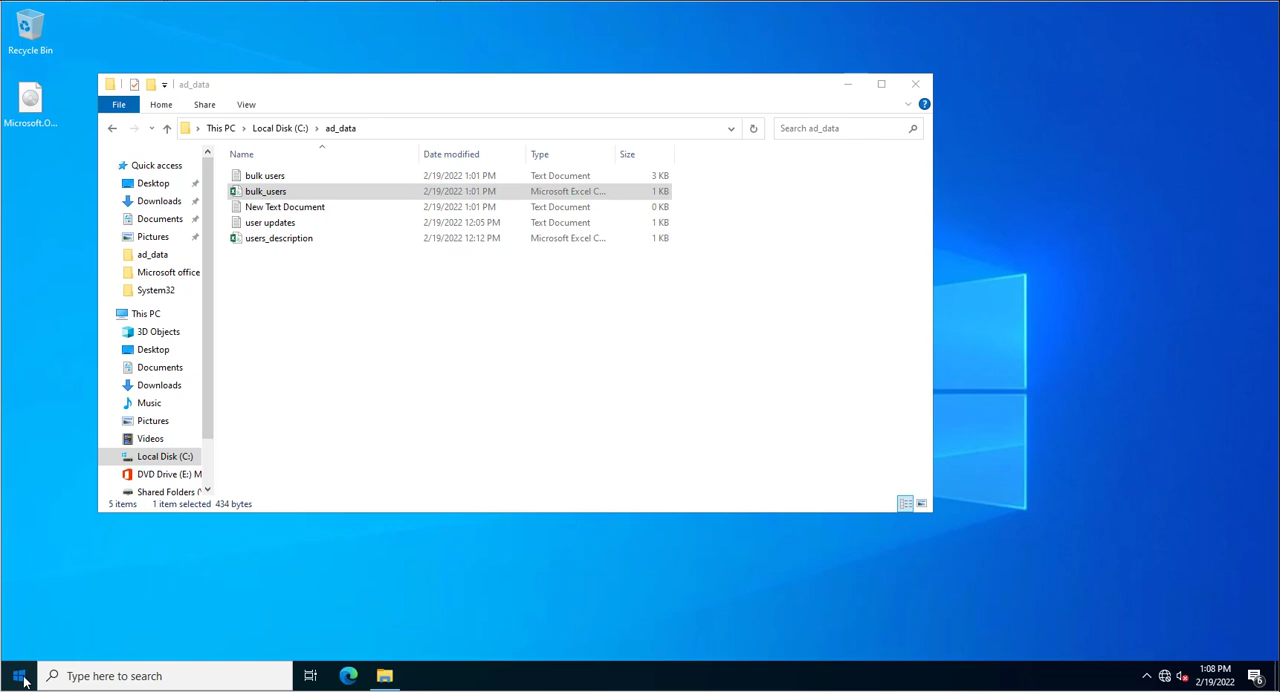 Recycle Bin
Microsoft.O...
ad_data
File Home Share View
This PC Local Disk (C:) ad_data
Search ad_data
Name Date modified Type Size
bulk users 2/19/2022 1:01 PM Text Document 3 KB
bulk_users 2/19/2022 1:01 PM Microsoft Excel C... 1 KB
New Text Document 2/19/2022 1:01 PM Text Document 0 KB
user updates 2/19/2022 12:05 PM Text Document 1 KB
users_description 2/19/2022 12:12 PM Microsoft Excel C... 1 KB
Quick access
Desktop
Downloads
Documents
Pictures
ad_data
Microsoft office
System32
This PC
3D Objects
Desktop
Documents
Downloads
Music
Pictures
Videos
Local Disk (C:)
DVD Drive (E:) M
Shared Folders (
5 items 1 item selected 434 bytes
Type here to search
1:08 PM
2/19/2022
6